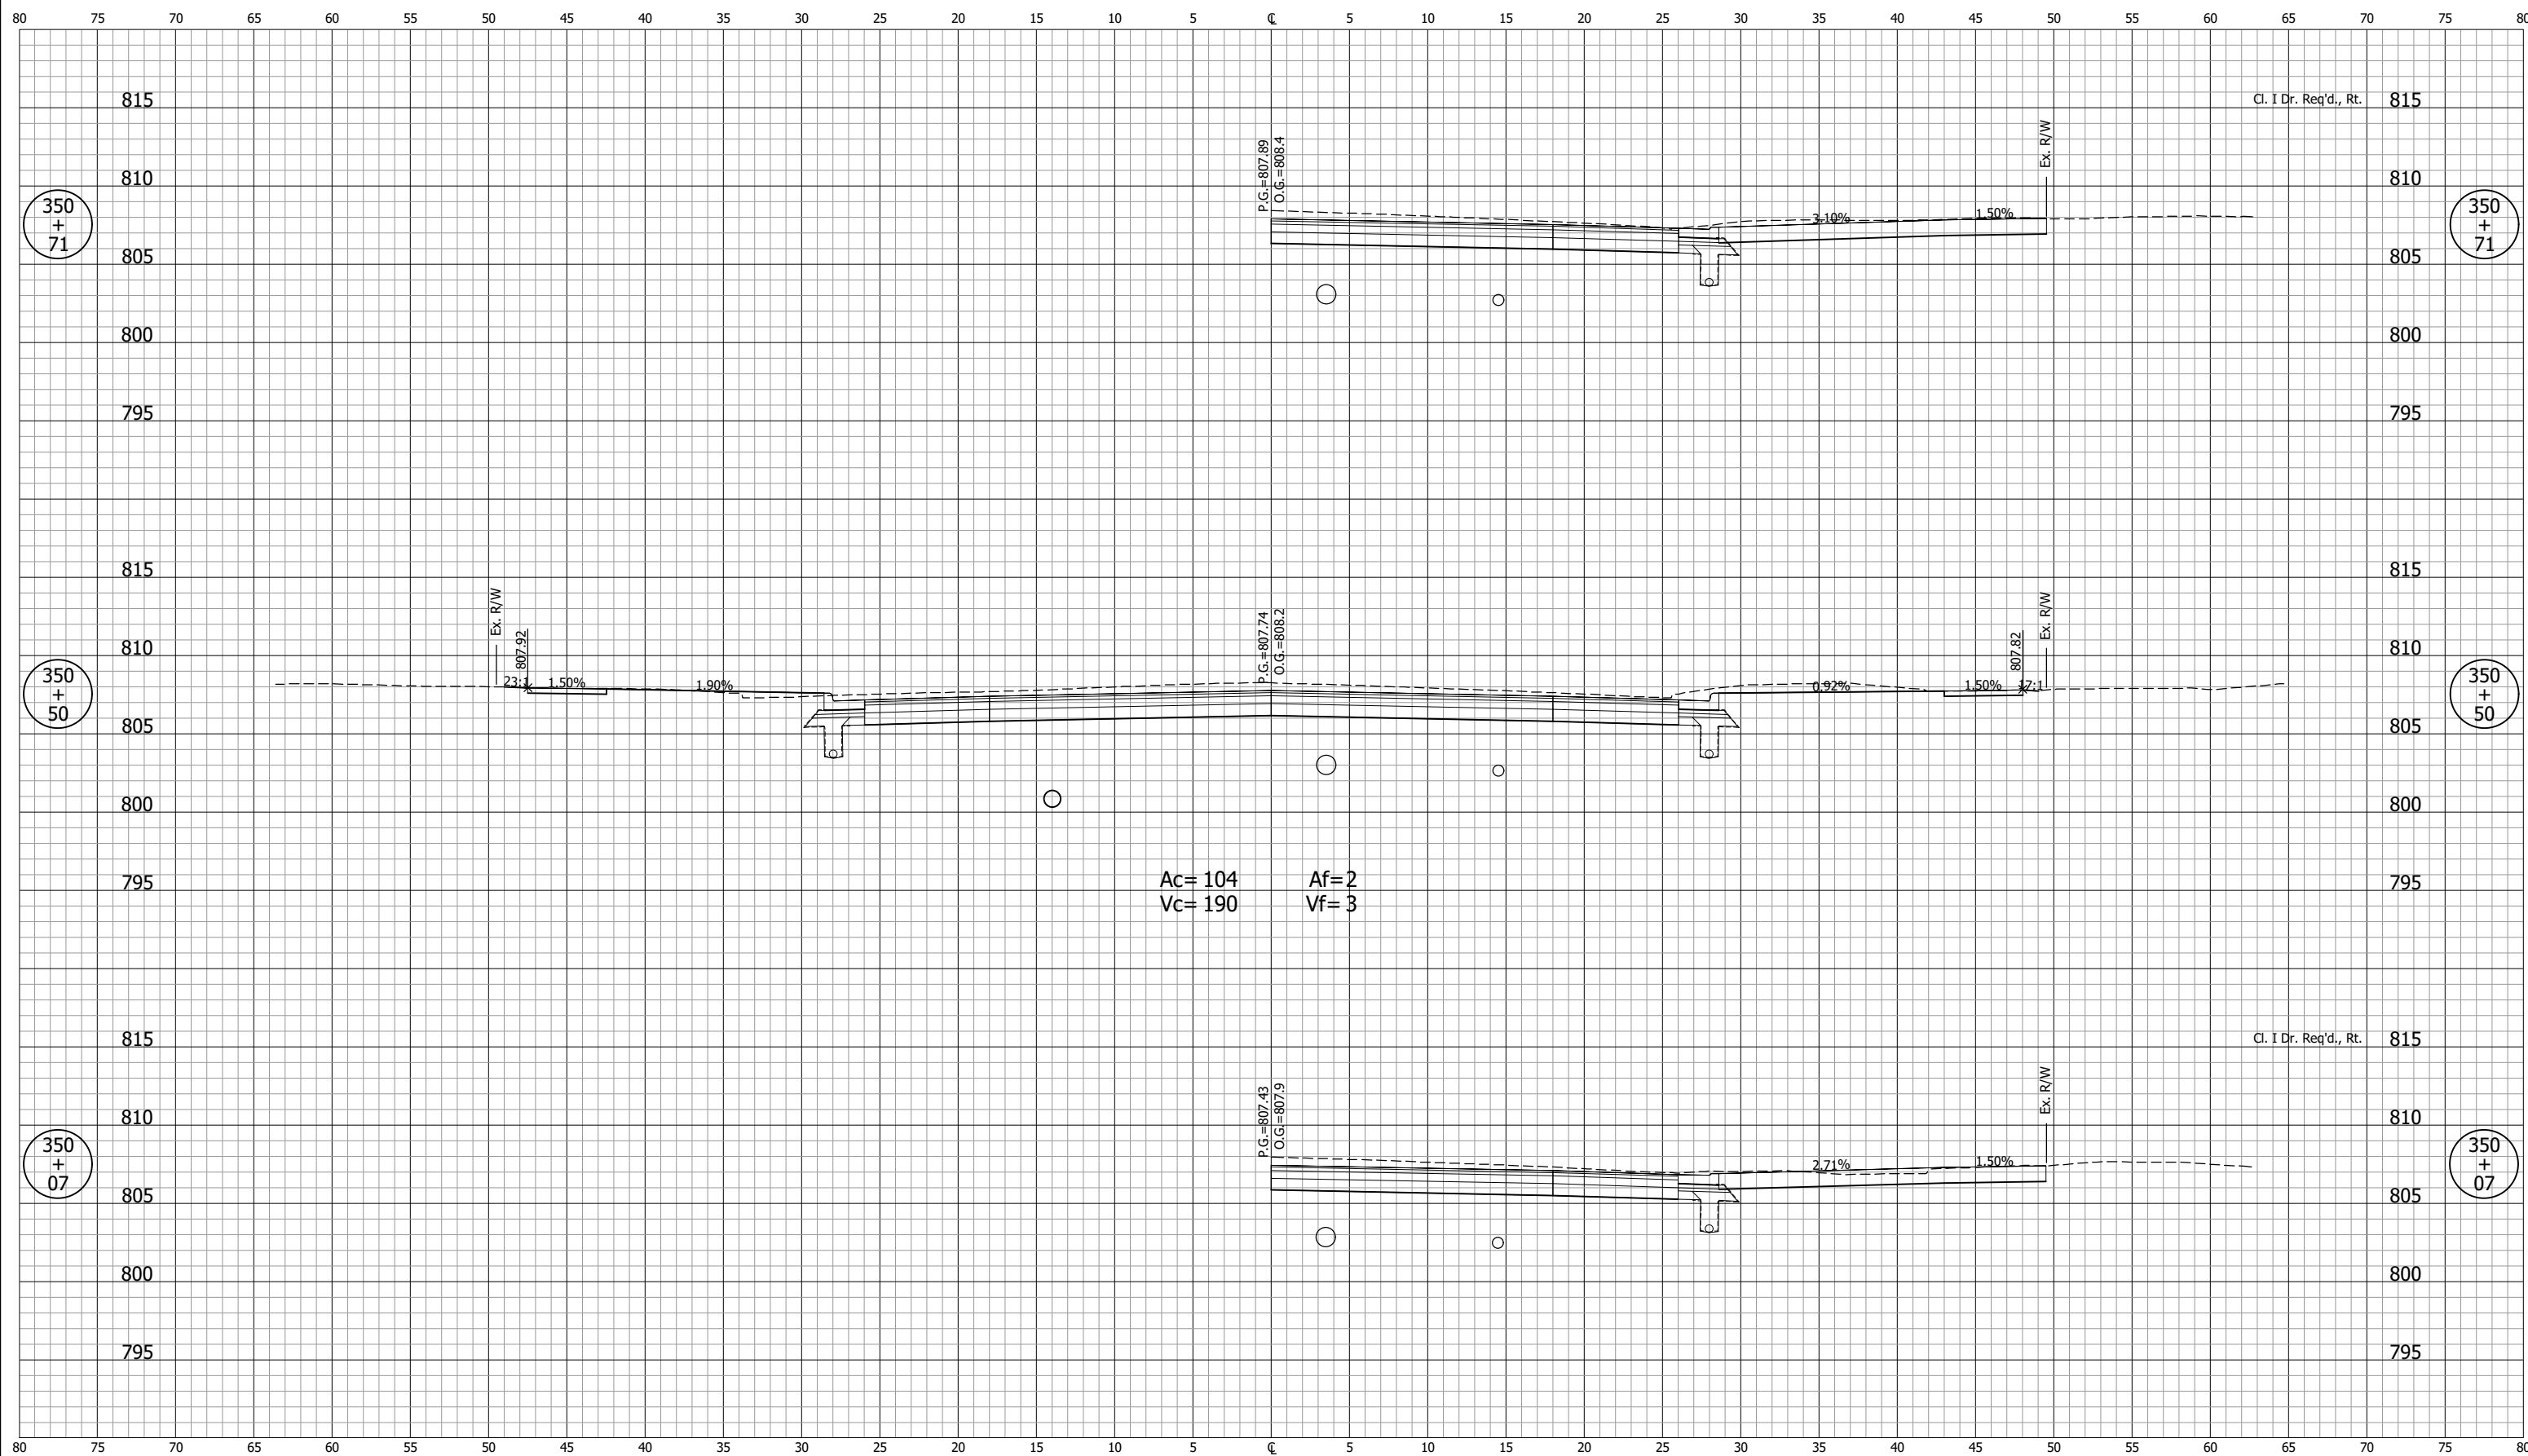 80 75 70 65 60 55 50 45 40 35 30 25 20 15 10 5 ℄ 5 10 15 20 25 30 35 40 45 50 55 60 65 70 75 80
815 Cl. I Dr. Req'd., Rt. 815
P.G.=807.89
O.G.=808.4
Ex. R/W
810 810
350
+
71
3.10% 1.50%
350
+
71
805 805
800 800
795 795
815 815
Ex. R/W
807.92
P.G.=807.74
O.G.=808.2
807.82
Ex. R/W
810 810
350
+
50
23:1 1.50% 1.90% 0.92% 1.50% 17:1
350
+
50
805 805
800 800
795 795
Ac= 104 Af=2
Vc= 190 Vf= 3
815 Cl. I Dr. Req'd., Rt. 815
P.G.=807.43
O.G.=807.9
Ex. R/W
810 810
350
+
07
2.71% 1.50%
350
+
07
805 805
800 800
795 795
80 75 70 65 60 55 50 45 40 35 30 25 20 15 10 5 ℄ 5 10 15 20 25 30 35 40 45 50 55 60 65 70 75 80